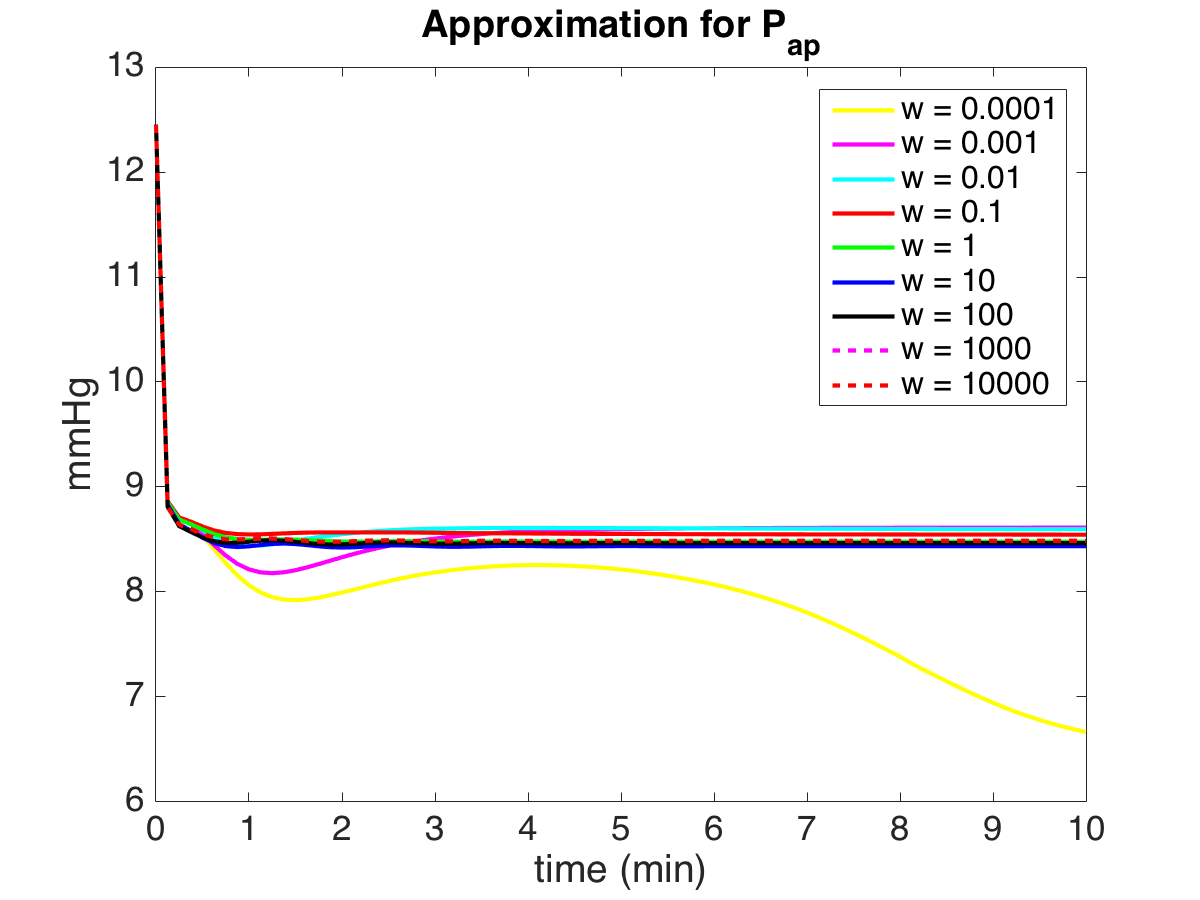 Approximation for P_ap
13
12
11
10
9
8
7
6
mmHg
w = 0.0001
w = 0.001
w = 0.01
w = 0.1
w = 1
w = 10
w = 100
w = 1000
w = 10000
0 1 2 3 4 5 6 7 8 9 10
time (min)